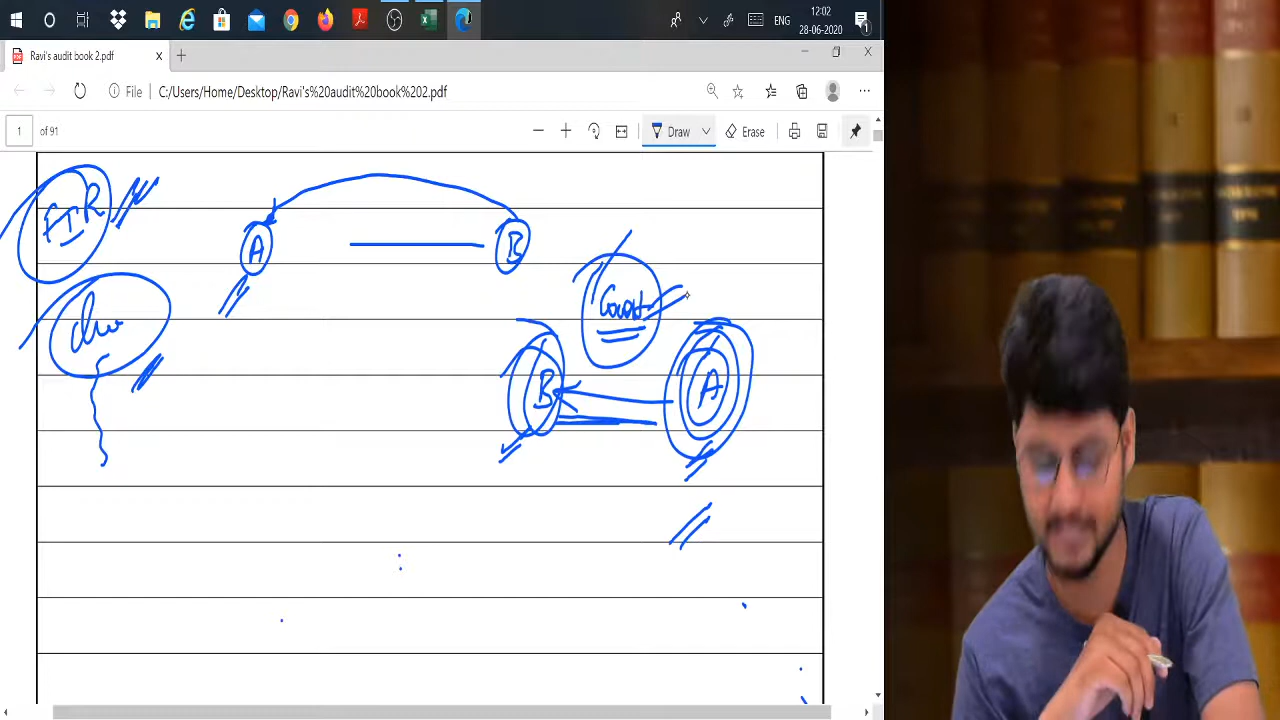 ENG
12:02
28-06-2020
Ravi's audit book 2.pdf
File C:/Users/Home/Desktop/Ravi's%20audit%20book%202.pdf
1 of 91
Draw
Erase
FIR
A
B
Court
B
A